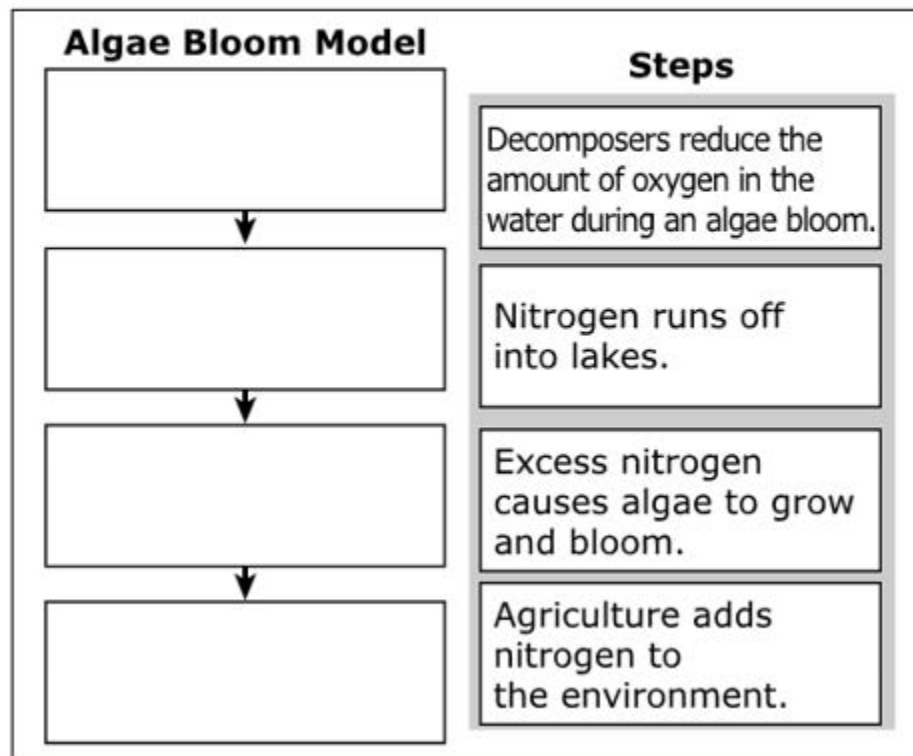 Algae Bloom Model
Steps
Decomposers reduce the
amount of oxygen in the
water during an algae bloom.
Nitrogen runs off
into lakes.
Excess nitrogen
causes algae to grow
and bloom.
Agriculture adds
nitrogen to
the environment.